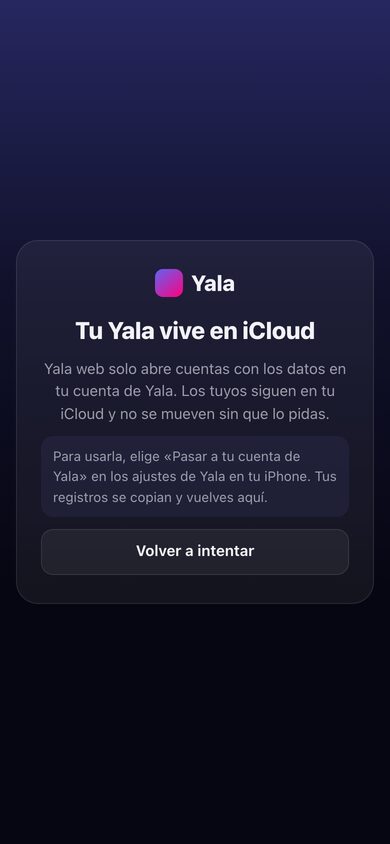 Yala
Tu Yala vive en iCloud
Yala web solo abre cuentas con los datos en
tu cuenta de Yala. Los tuyos siguen en tu
iCloud y no se mueven sin que lo pidas.
Para usarla, elige «Pasar a tu cuenta de
Yala» en los ajustes de Yala en tu iPhone. Tus
registros se copian y vuelves aquí.
Volver a intentar